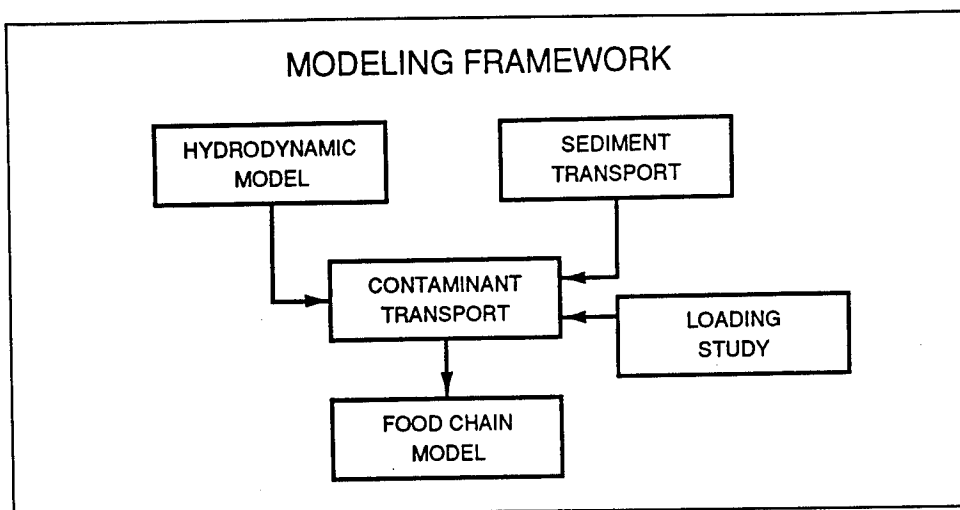 MODELING FRAMEWORK
HYDRODYNAMIC
MODEL
SEDIMENT
TRANSPORT
CONTAMINANT
TRANSPORT
LOADING
STUDY
FOOD CHAIN
MODEL